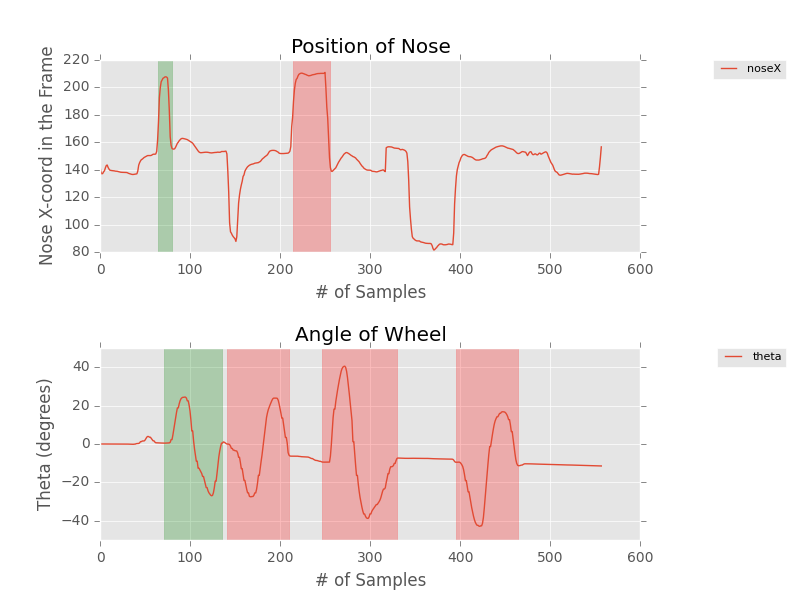 Position of Nose
220
200
180
160
140
120
100
80
Nose X-coord in the Frame
0 100 200 300 400 500 600
# of Samples
noseX
Angle of Wheel
40
20
0
−20
−40
Theta (degrees)
0 100 200 300 400 500 600
# of Samples
theta